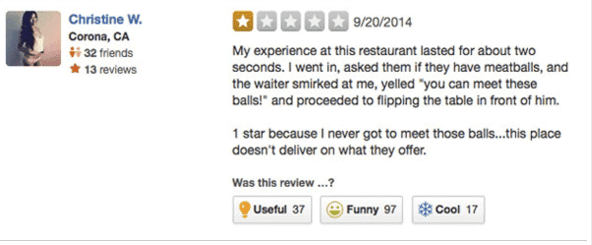 Christine W.
Corona, CA
32 friends
13 reviews
9/20/2014
My experience at this restaurant lasted for about two
seconds. I went in, asked them if they have meatballs, and
the waiter smirked at me, yelled "you can meet these
balls!" and proceeded to flipping the table in front of him.
1 star because I never got to meet those balls...this place
doesn't deliver on what they offer.
Was this review ...?
Useful 37 Funny 97 Cool 17